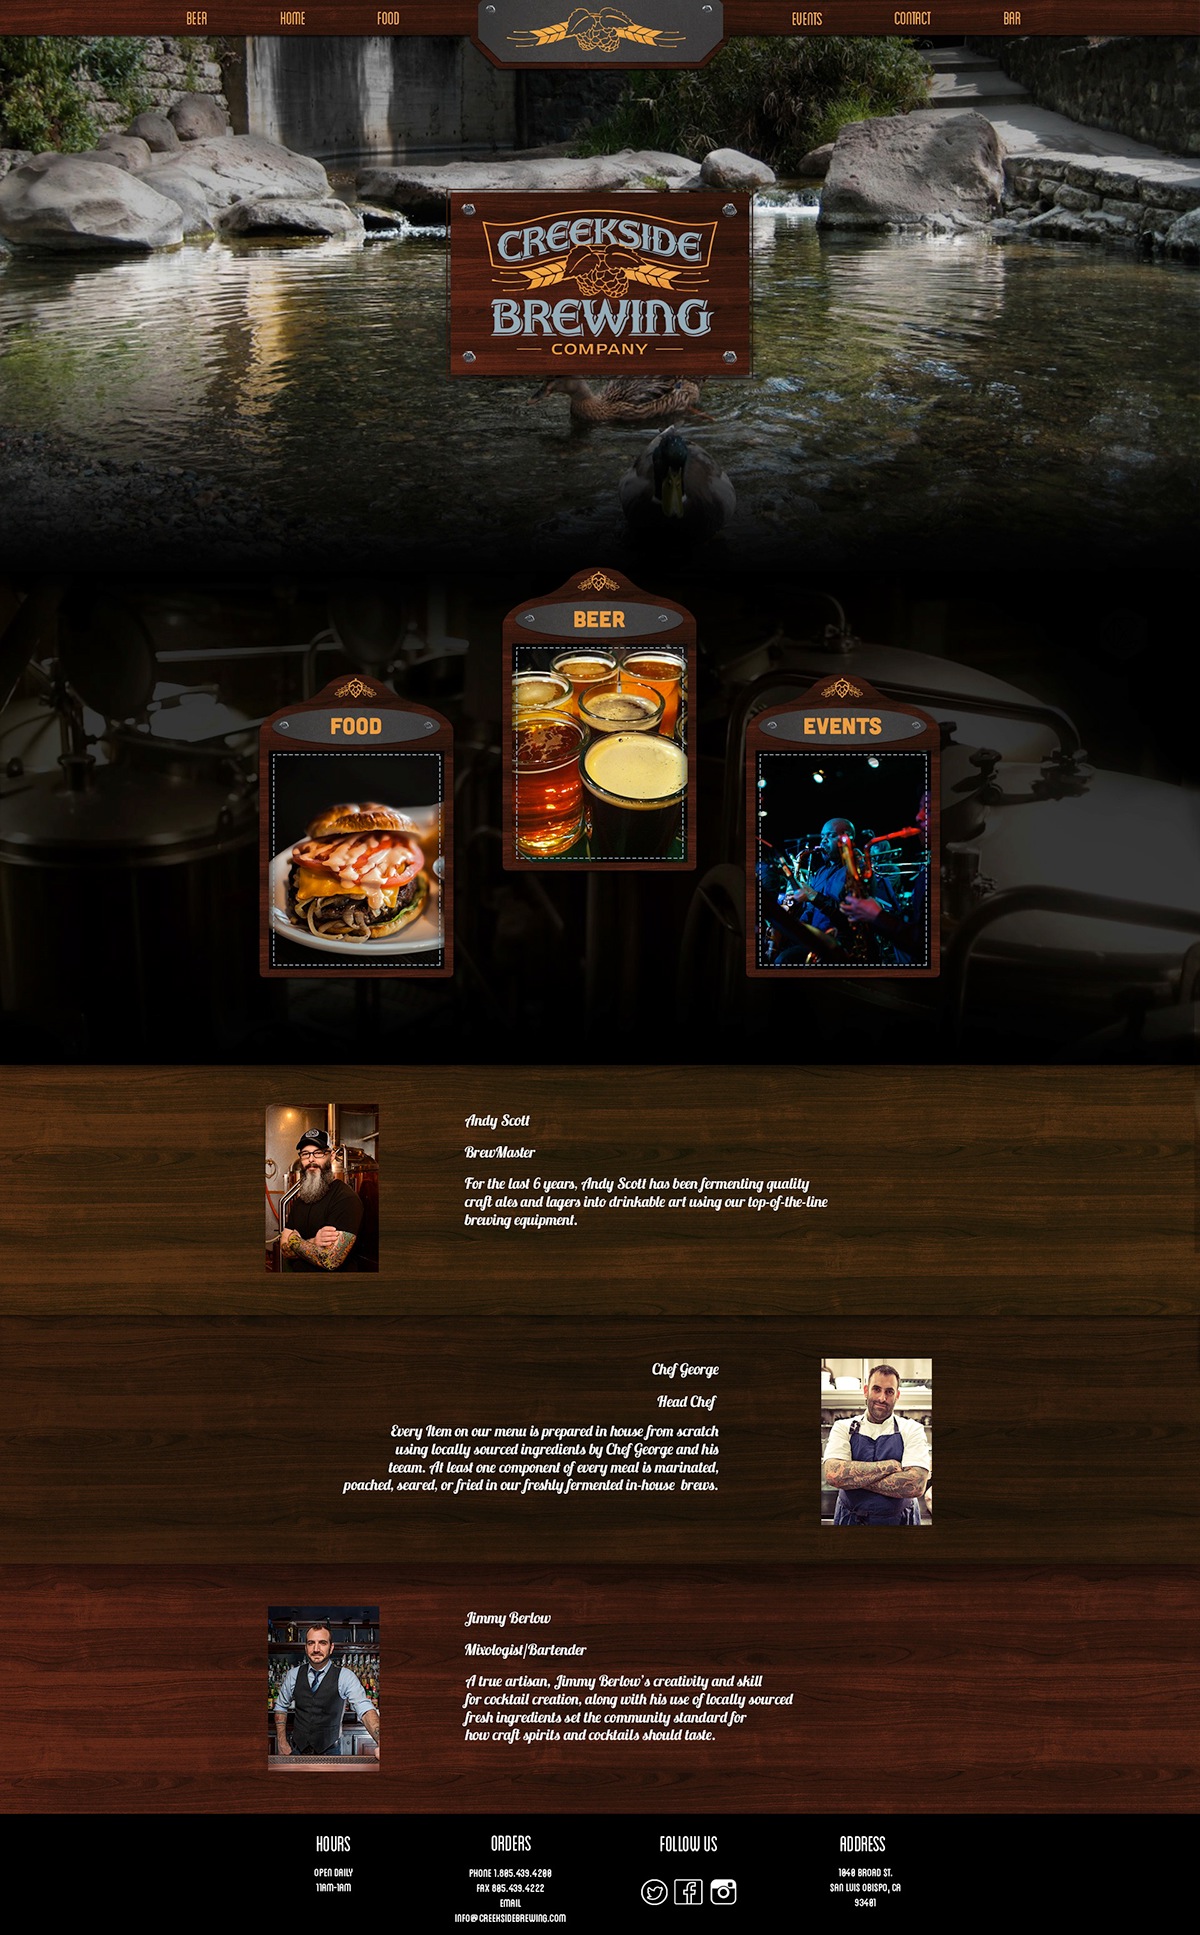 BEER
HOME
FOOD
EVENTS
CONTACT
BAR
CREEKSIDE
BREWING
COMPANY
BEER
FOOD
EVENTS
Andy Scott
BrewMaster
For the last 6 years, Andy Scott has been fermenting quality
craft ales and lagers into drinkable art using our top-of-the-line
brewing equipment.
Chef George
Head Chef
Every Item on our menu is prepared in house from scratch
using locally sourced ingredients by Chef George and his
teeam. At least one component of every meal is marinated,
poached, seared, or fried in our freshly fermented in-house brews.
Jimmy Berlow
Mixologist/Bartender
A true artisan, Jimmy Berlow's creativity and skill
for cocktail creation, along with his use of locally sourced
fresh ingredients set the community standard for
how craft spirits and cocktails should taste.
HOURS
OPEN DAILY
11AM-1AM
ORDERS
PHONE 1.805.439.4200
FAX 805.439.4222
EMAIL
INFO@CREEKSIDEBREWING.COM
FOLLOW US
ADDRESS
1040 BROAD ST.
SAN LUIS OBISPO, CA
93401